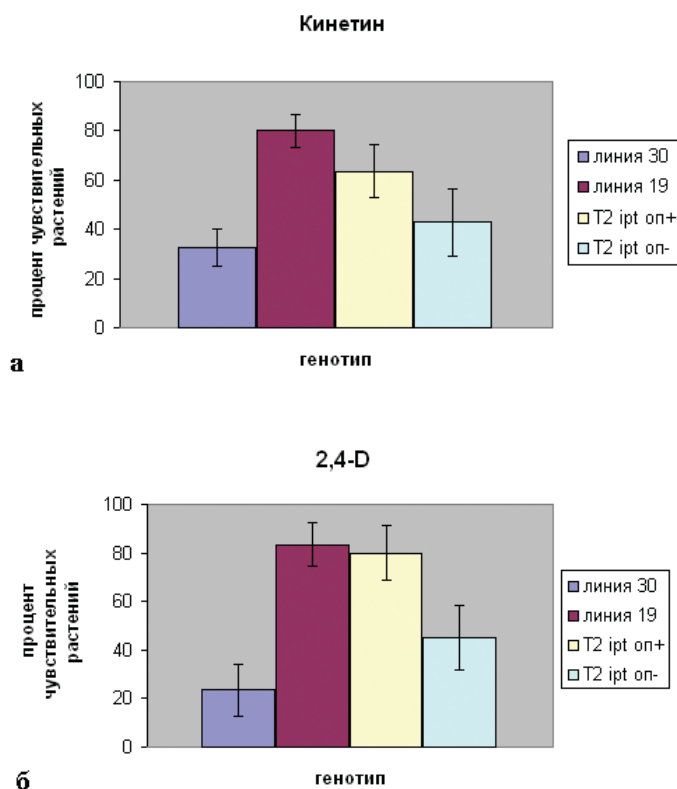 Кинетин
100
80
60
40
20
0
процент чувствительных
растений
генотип
линия 30
линия 19
T2 ipt оп+
T2 ipt оп-
а
2,4-D
100
80
60
40
20
0
процент
чувствительных
растений
генотип
линия 30
линия 19
T2 ipt оп+
T2 ipt оп-
б